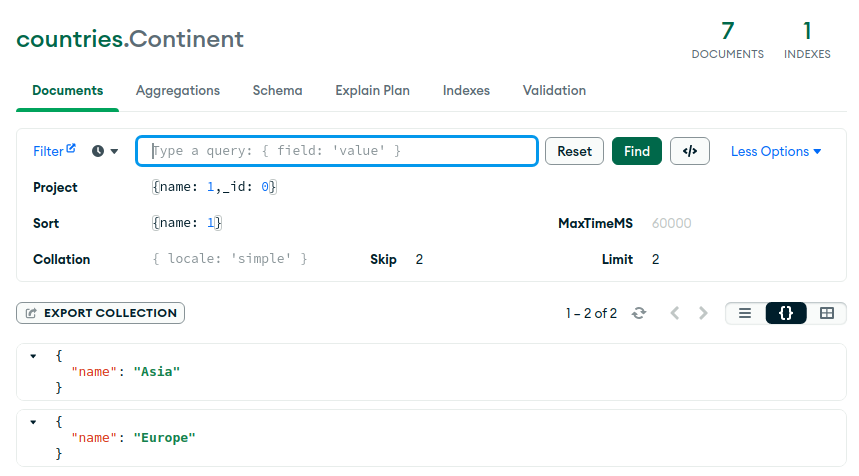 countries.Continent
7 1
DOCUMENTS INDEXES
Documents Aggregations Schema Explain Plan Indexes Validation
Filter Type a query: { field: 'value' } Reset Find </> Less Options
Project {name: 1,_id: 0}
Sort {name: 1} MaxTimeMS 60000
Collation { locale: 'simple' } Skip 2 Limit 2
EXPORT COLLECTION 1 – 2 of 2 {}
{
"name": "Asia"
}
{
"name": "Europe"
}